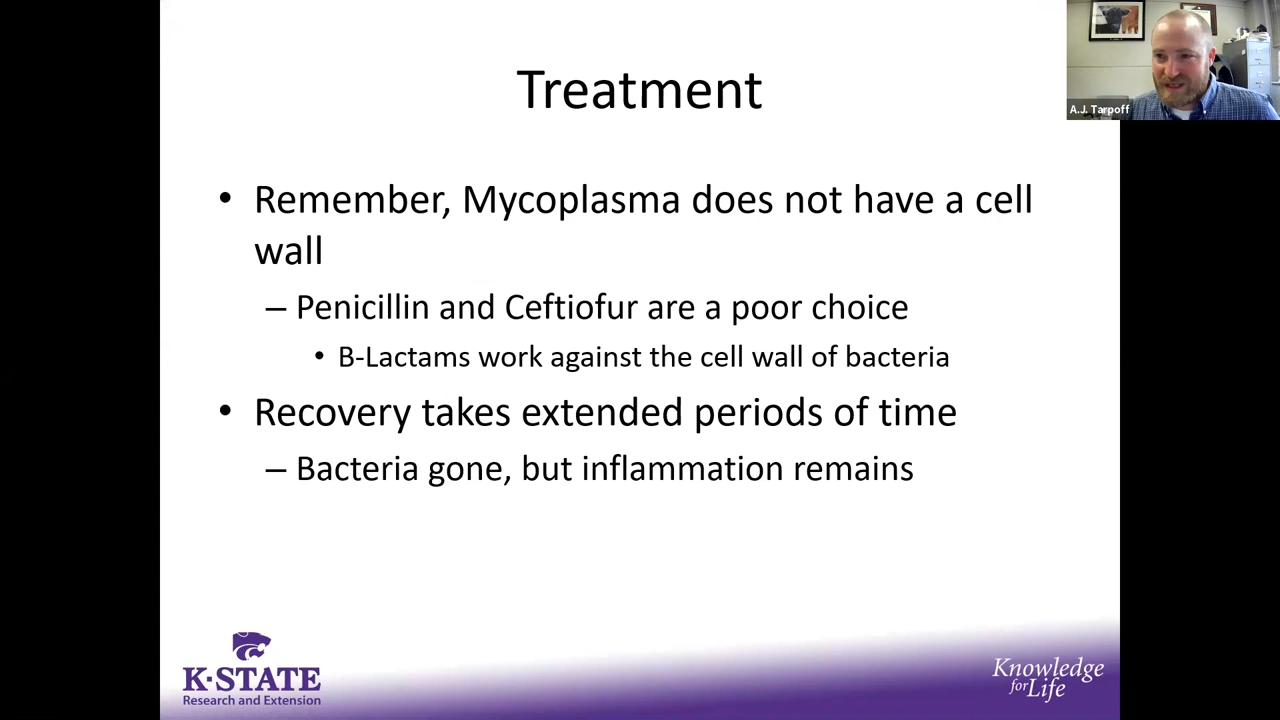 Treatment
A.J. Tarpoff
• Remember, Mycoplasma does not have a cell
wall
– Penicillin and Ceftiofur are a poor choice
• B-Lactams work against the cell wall of bacteria
• Recovery takes extended periods of time
– Bacteria gone, but inflammation remains
K-STATE
Research and Extension
Knowledge
for Life